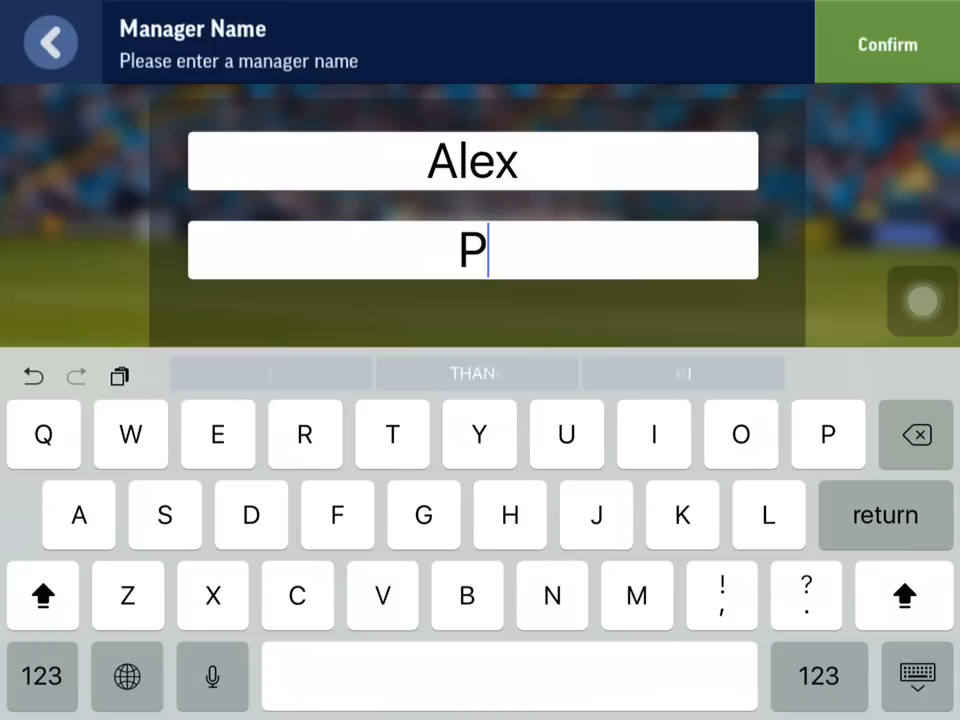 Manager Name
Please enter a manager name
Confirm
Alex
P
THAN
I
Q W E R T Y U I O P
A S D F G H J K L return
Z X C V B N M ! , ? .
123 123